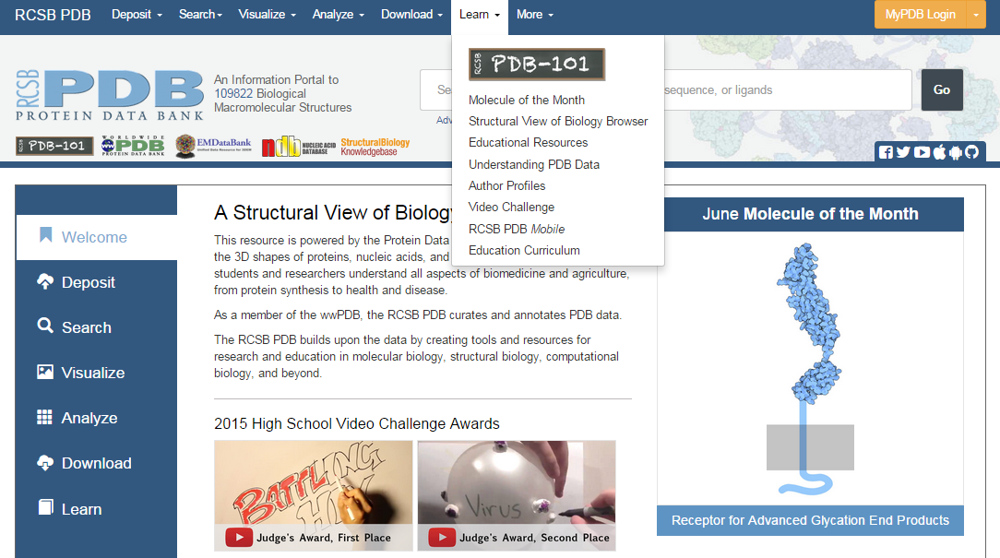 RCSB PDB Deposit Search Visualize Analyze Download Learn More MyPDB Login
RCSB
PDB
PROTEIN DATA BANK
An Information Portal to
109822 Biological
Macromolecular Structures
RCSB PDB-101
Se
sequence, or ligands
Go
Adv
Molecule of the Month
Structural View of Biology Browser
Educational Resources
Understanding PDB Data
Author Profiles
Video Challenge
RCSB PDB Mobile
Education Curriculum
PDB-101
WORLDWIDE
PDB
PROTEIN DATA BANK
EMDataBank
Unified Data Resource for 3DEM
ndb NUCLEIC ACID
DATABASE
StructuralBiology
Knowledgebase
Welcome
Deposit
Search
Visualize
Analyze
Download
Learn
A Structural View of Biology
This resource is powered by the Protein Data
the 3D shapes of proteins, nucleic acids, and
students and researchers understand all aspects of biomedicine and agriculture,
from protein synthesis to health and disease.
As a member of the wwPDB, the RCSB PDB curates and annotates PDB data.
The RCSB PDB builds upon the data by creating tools and resources for
research and education in molecular biology, structural biology, computational
biology, and beyond.
2015 High School Video Challenge Awards
BATTLING
HIV
Judge's Award, First Place
Virus
Judge's Award, Second Place
June Molecule of the Month
Receptor for Advanced Glycation End Products